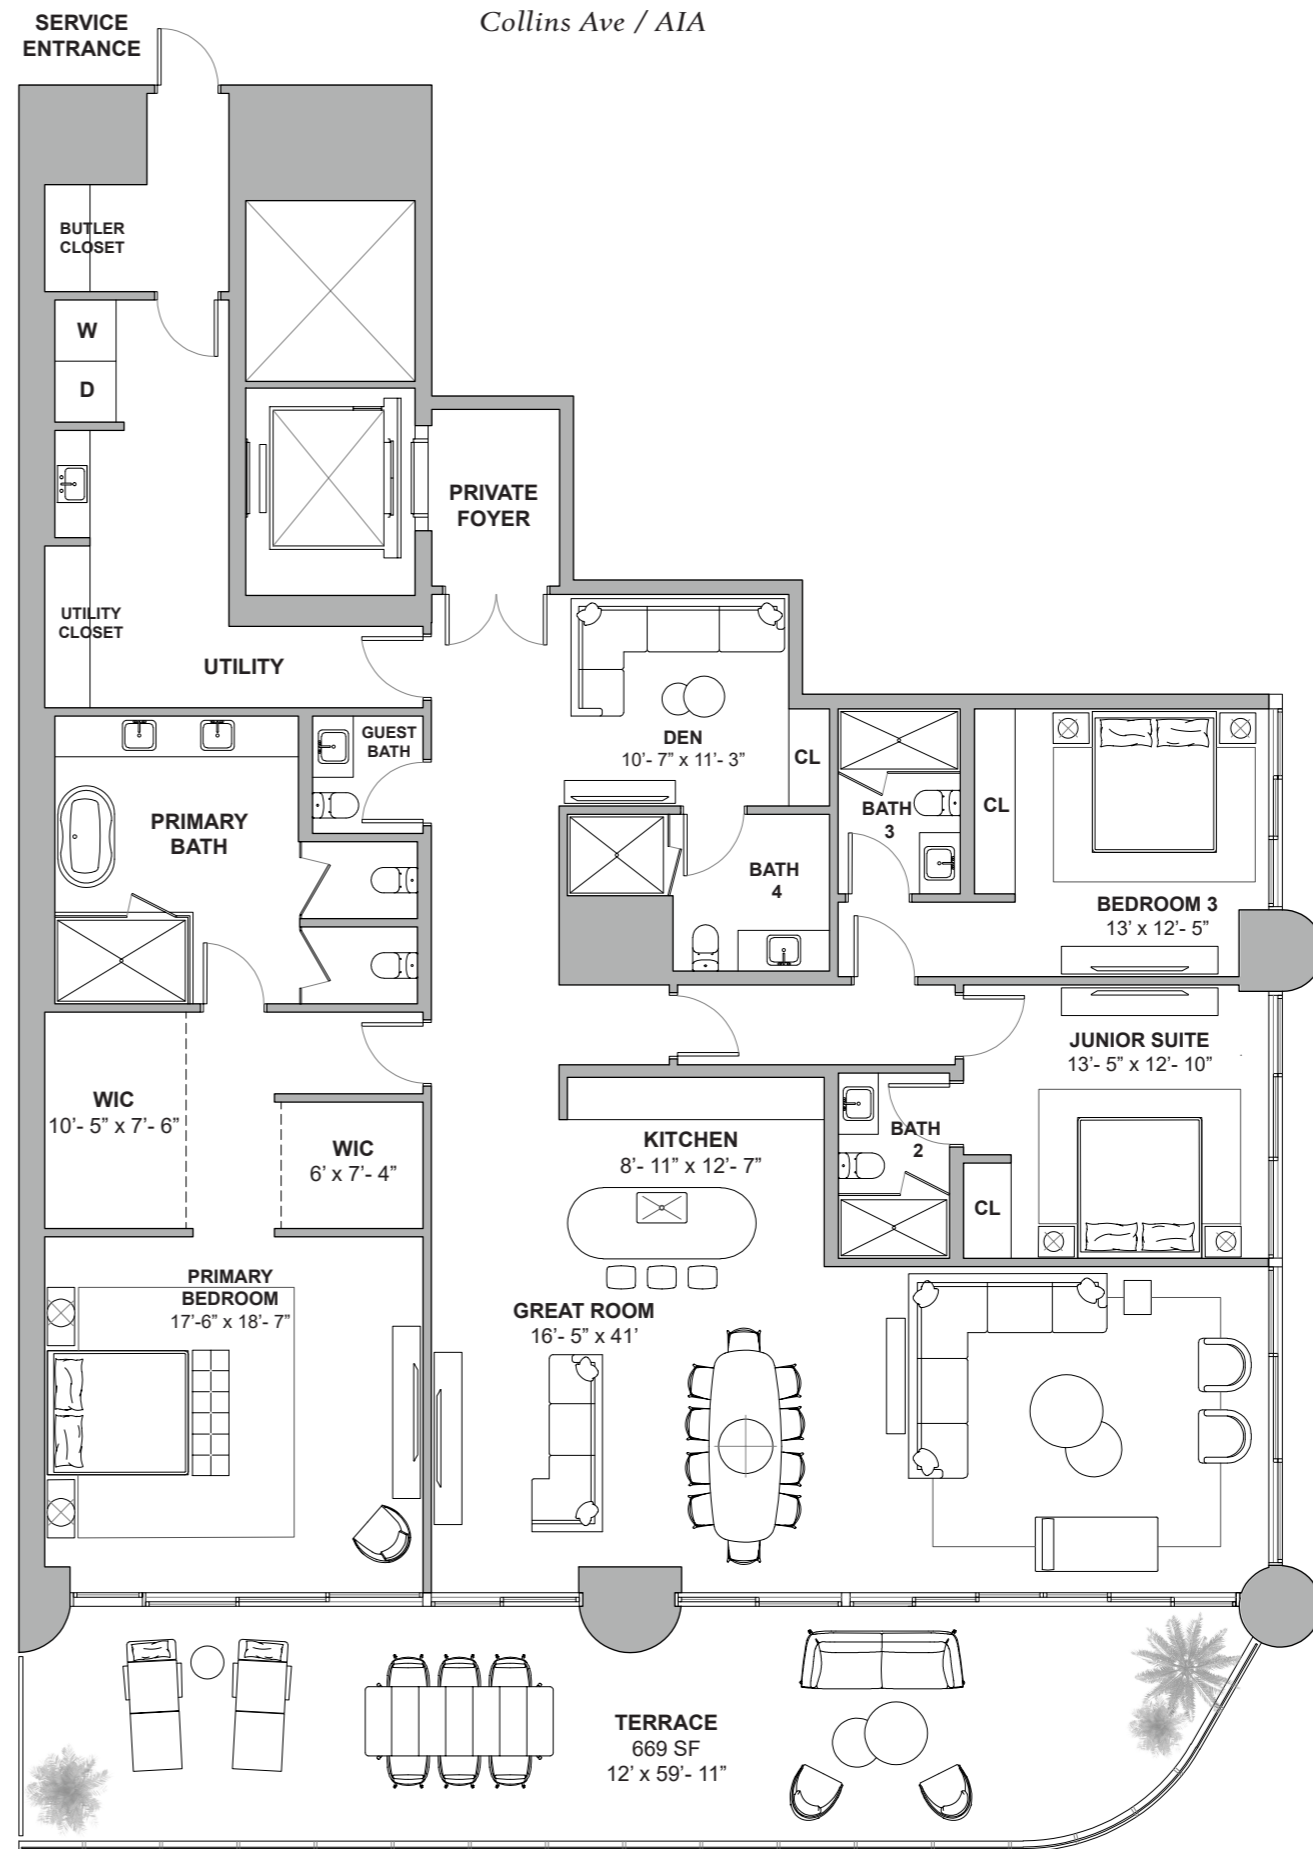 Collins Ave / AIA
SERVICE
ENTRANCE
BUTLER
CLOSET
W
D
PRIVATE
FOYER
UTILITY
CLOSET
UTILITY
GUEST
BATH
DEN
10’- 7” x 11’- 3”
CL
PRIMARY
BATH
BATH
3
CL
BATH
4
BEDROOM 3
13’ x 12’- 5”
JUNIOR SUITE
13’- 5” x 12’- 10”
WIC
10’- 5” x 7’- 6”
WIC
6’ x 7’- 4”
KITCHEN
8’- 11” x 12’- 7”
BATH
2
CL
PRIMARY
BEDROOM
17’-6” x 18’- 7”
GREAT ROOM
16’- 5” x 41’
TERRACE
669 SF
12’ x 59’- 11”